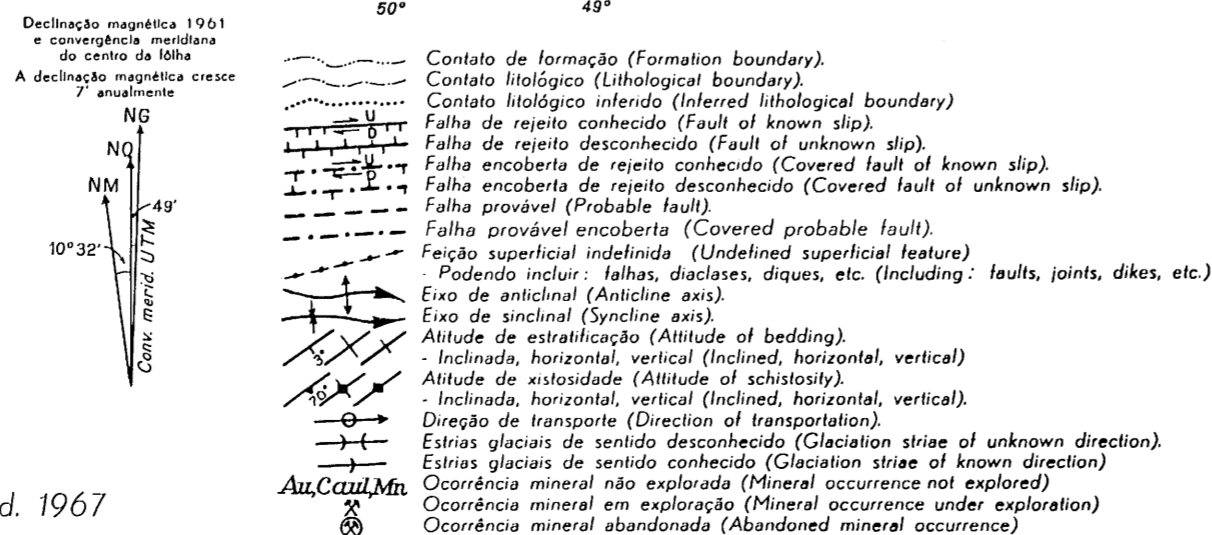 50° 49°
Declinação magnética 1961
e convergência meridiana
do centro da fôlha
A declinação magnética cresce
7' anualmente
NG
NQ
NM
49'
10° 32'
Conv. merid. UTM
Contato de formação (Formation boundary).
Contato litológico (Lithological boundary).
Contato litológico inferido (Inferred lithological boundary)
U
D
Falha de rejeito conhecido (Fault of known slip).
Falha de rejeito desconhecido (Fault of unknown slip).
U
D
Falha encoberta de rejeito conhecido (Covered fault of known slip).
Falha encoberta de rejeito desconhecido (Covered fault of unknown slip).
Falha provável (Probable fault).
Falha provável encoberta (Covered probable fault).
Feição superficial indefinida (Undefined superficial feature)
- Podendo incluir: falhas, diaclases, diques, etc. (Including: faults, joints, dikes, etc.)
Eixo de anticlinal (Anticline axis).
Eixo de sinclinal (Syncline axis).
Atitude de estratificação (Attitude of bedding).
3°
- Inclinada, horizontal, vertical (Inclined, horizontal, vertical)
Atitude de xistosidade (Attitude of schistosity).
70°
- Inclinada, horizontal, vertical (Inclined, horizontal, vertical).
Direção de transporte (Direction of transportation).
Estrias glaciais de sentido desconhecido (Glaciation striae of unknown direction).
Estrias glaciais de sentido conhecido (Glaciation striae of known direction)
Au,Caul,Mn Ocorrência mineral não explorada (Mineral occurrence not explored)
Ocorrência mineral em exploração (Mineral occurrence under exploration)
Ocorrência mineral abandonada (Abandoned mineral occurrence)
d. 1967